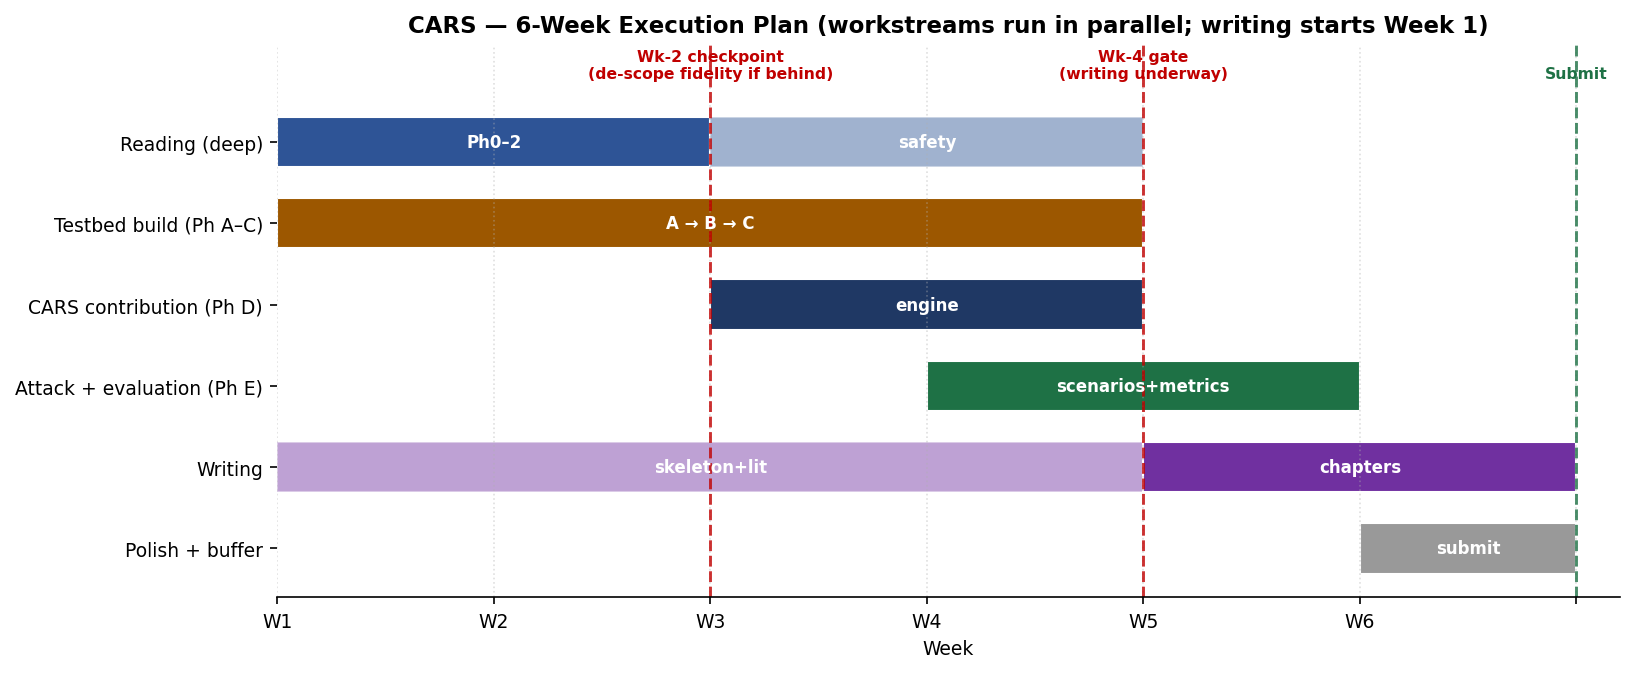 CARS — 6-Week Execution Plan (workstreams run in parallel; writing starts Week 1)
Wk-2 checkpoint
(de-scope fidelity if behind)
Wk-4 gate
(writing underway)
Submit
Reading (deep)
Ph0–2
safety
Testbed build (Ph A–C)
A → B → C
CARS contribution (Ph D)
engine
Attack + evaluation (Ph E)
scenarios+metrics
Writing
skeleton+lit
chapters
Polish + buffer
submit
W1
W2
W3
W4
W5
W6
Week